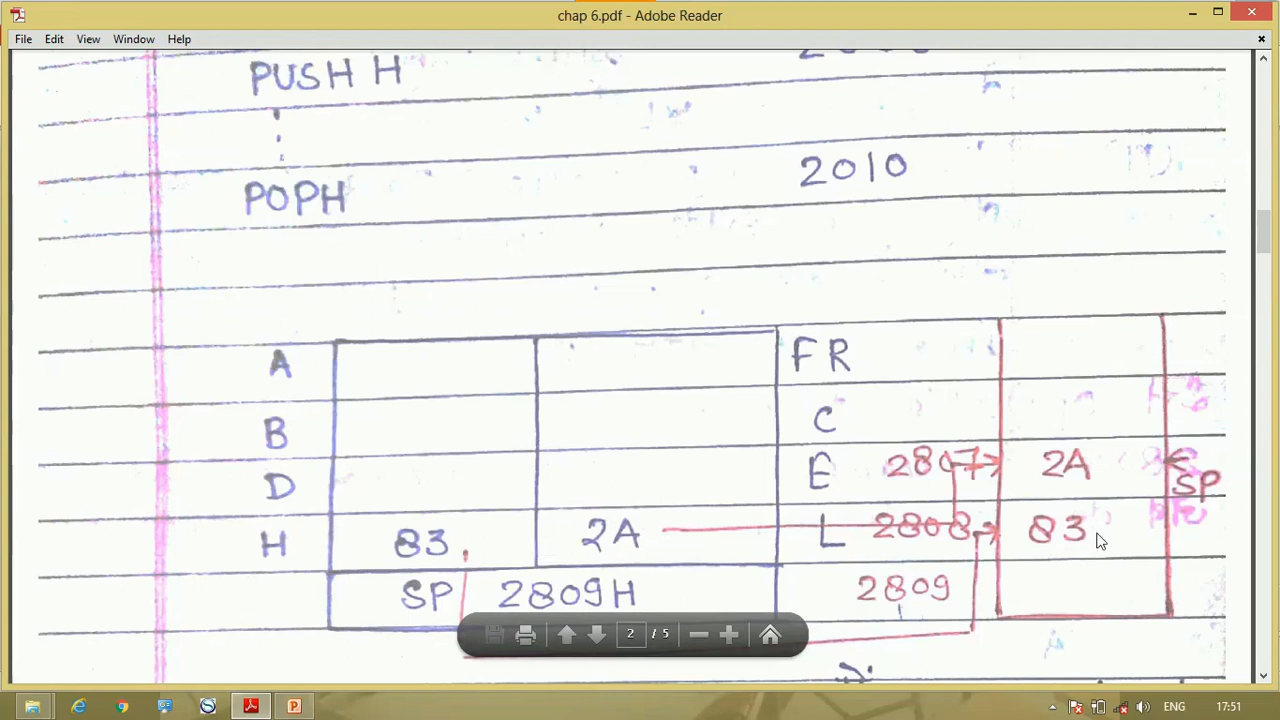 chap 6.pdf - Adobe Reader
File Edit View Window Help
PUSH H
POPH 2010
A FR
B C
D E 2807 2A SP
H 83 2A L 2808 83
SP 2809H 2809
2 / 5
ENG 17:51